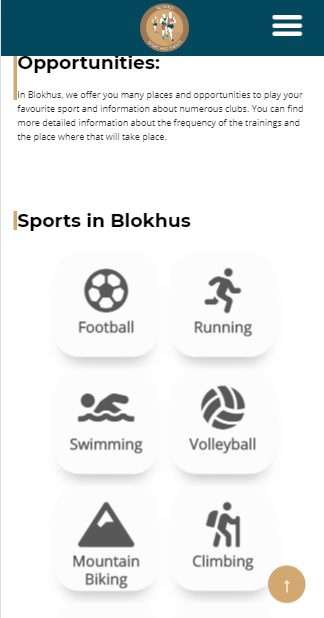 Opportunities:
In Blokhus, we offer you many places and opportunities to play your
favourite sport and information about numerous clubs. You can find
more detailed information about the frequency of the trainings and
the place where that will take place.
Sports in Blokhus
Football
Running
Swimming
Volleyball
Mountain
Biking
Climbing
↑